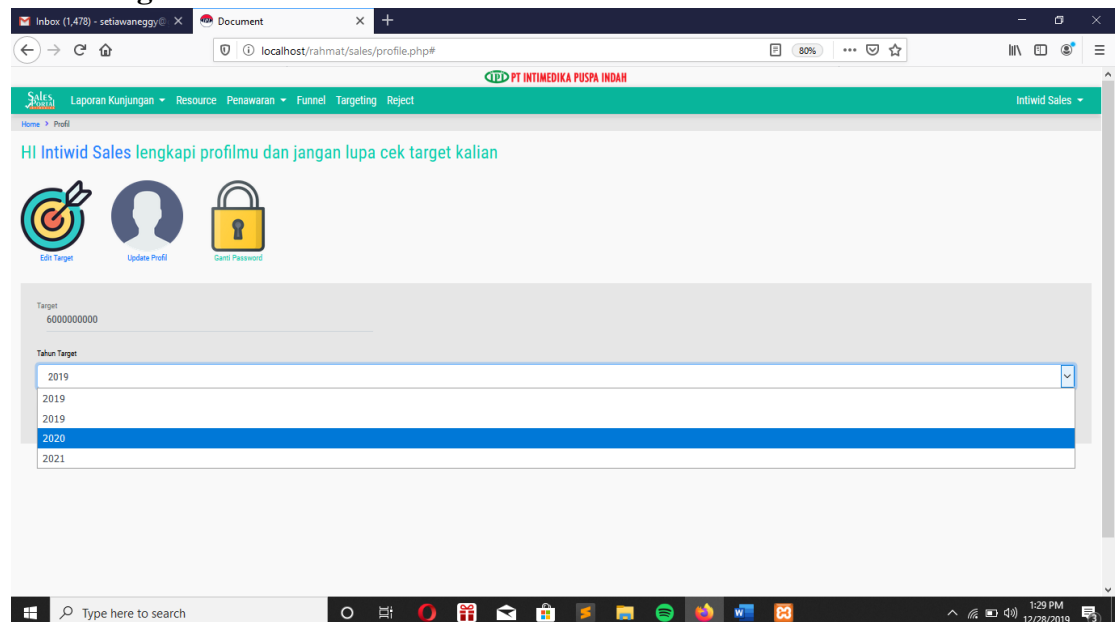 Inbox (1,478) - setiawaneggy@
Document
localhost/rahmat/sales/profile.php#
80%
IPI PT INTIMEDIKA PUSPA INDAH
Sales Portal Laporan Kunjungan Resource Penawaran Funnel Targeting Reject Intiwid Sales
Home > Profil
HI Intiwid Sales lengkapi profilmu dan jangan lupa cek target kalian
Edit Target Update Profil Ganti Password
Target
6000000000
Tahun Target
2019
2019
2019
2020
2021
Type here to search
1:29 PM
12/28/2019